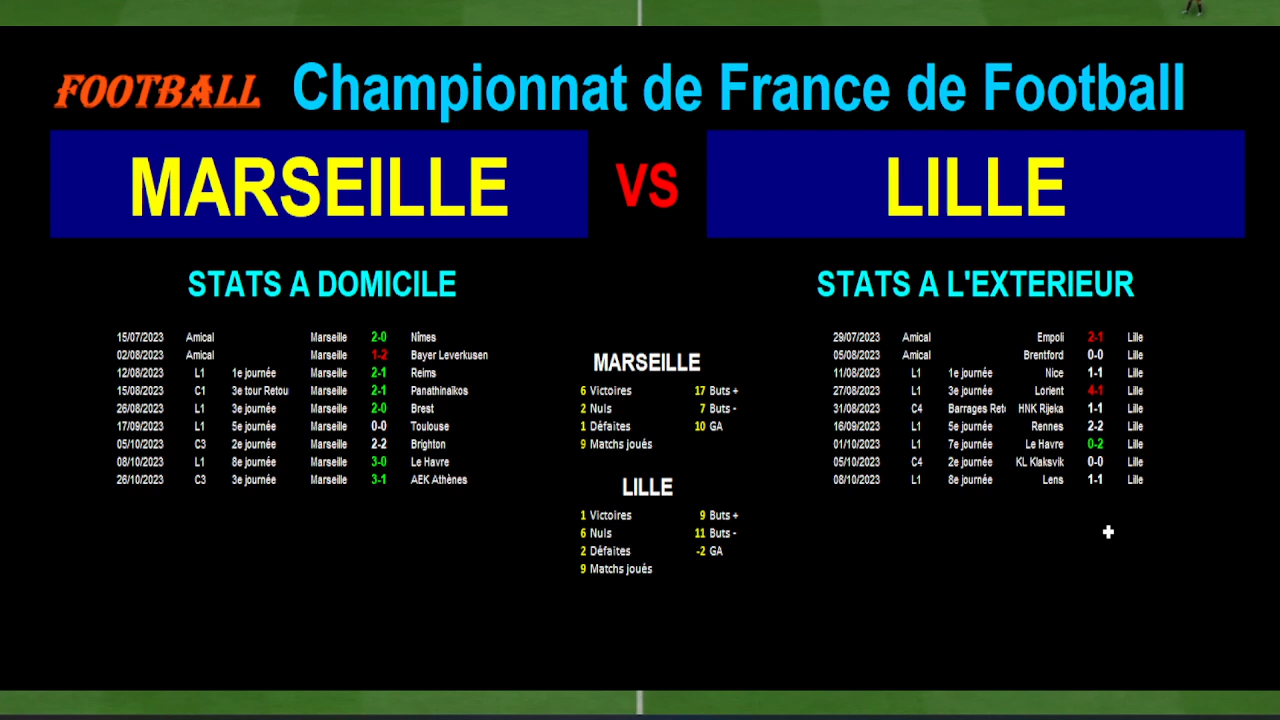 FOOTBALL Championnat de France de Football
MARSEILLE VS LILLE
STATS A DOMICILE
15/07/2023 Amical Marseille 2-0 Nîmes
02/08/2023 Amical Marseille 1-2 Bayer Leverkusen
12/08/2023 L1 1e journée Marseille 2-1 Reims
15/08/2023 C1 3e tour Retou Marseille 2-1 Panathinaïkos
26/08/2023 L1 3e journée Marseille 2-0 Brest
17/09/2023 L1 5e journée Marseille 0-0 Toulouse
05/10/2023 C3 2e journée Marseille 2-2 Brighton
08/10/2023 L1 8e journée Marseille 3-0 Le Havre
26/10/2023 C3 3e journée Marseille 3-1 AEK Athènes
MARSEILLE
6 Victoires 17 Buts +
2 Nuls 7 Buts -
1 Défaites 10 GA
9 Matchs joués
LILLE
1 Victoires 9 Buts +
6 Nuls 11 Buts -
2 Défaites -2 GA
9 Matchs joués
STATS A L'EXTERIEUR
29/07/2023 Amical Empoli 2-1 Lille
05/08/2023 Amical Brentford 0-0 Lille
11/08/2023 L1 1e journée Nice 1-1 Lille
27/08/2023 L1 3e journée Lorient 4-1 Lille
31/08/2023 C4 Barrages Ret HNK Rijeka 1-1 Lille
16/09/2023 L1 5e journée Rennes 2-2 Lille
01/10/2023 L1 7e journée Le Havre 0-2 Lille
05/10/2023 C4 2e journée KL Klaksvik 0-0 Lille
08/10/2023 L1 8e journée Lens 1-1 Lille